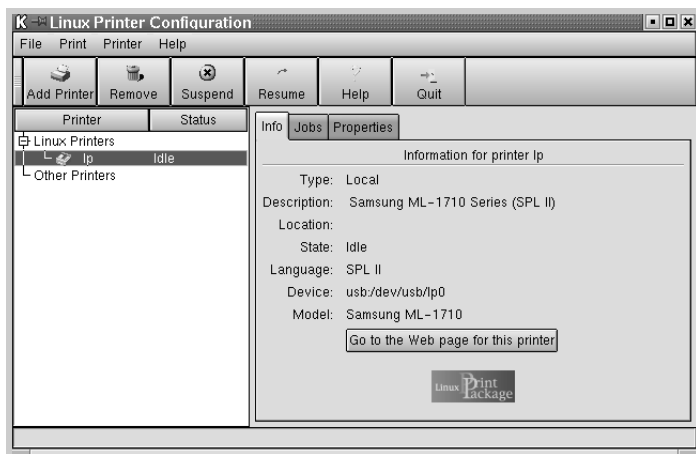 K Linux Printer Configuration
File Print Printer Help
Add Printer Remove Suspend Resume Help Quit
Printer Status
Linux Printers
lp Idle
Other Printers
Info Jobs Properties
Information for printer lp
Type: Local
Description: Samsung ML-1710 Series (SPL II)
Location:
State: Idle
Language: SPL II
Device: usb:/dev/usb/lp0
Model: Samsung ML-1710
Go to the Web page for this printer
Linux Print
Package